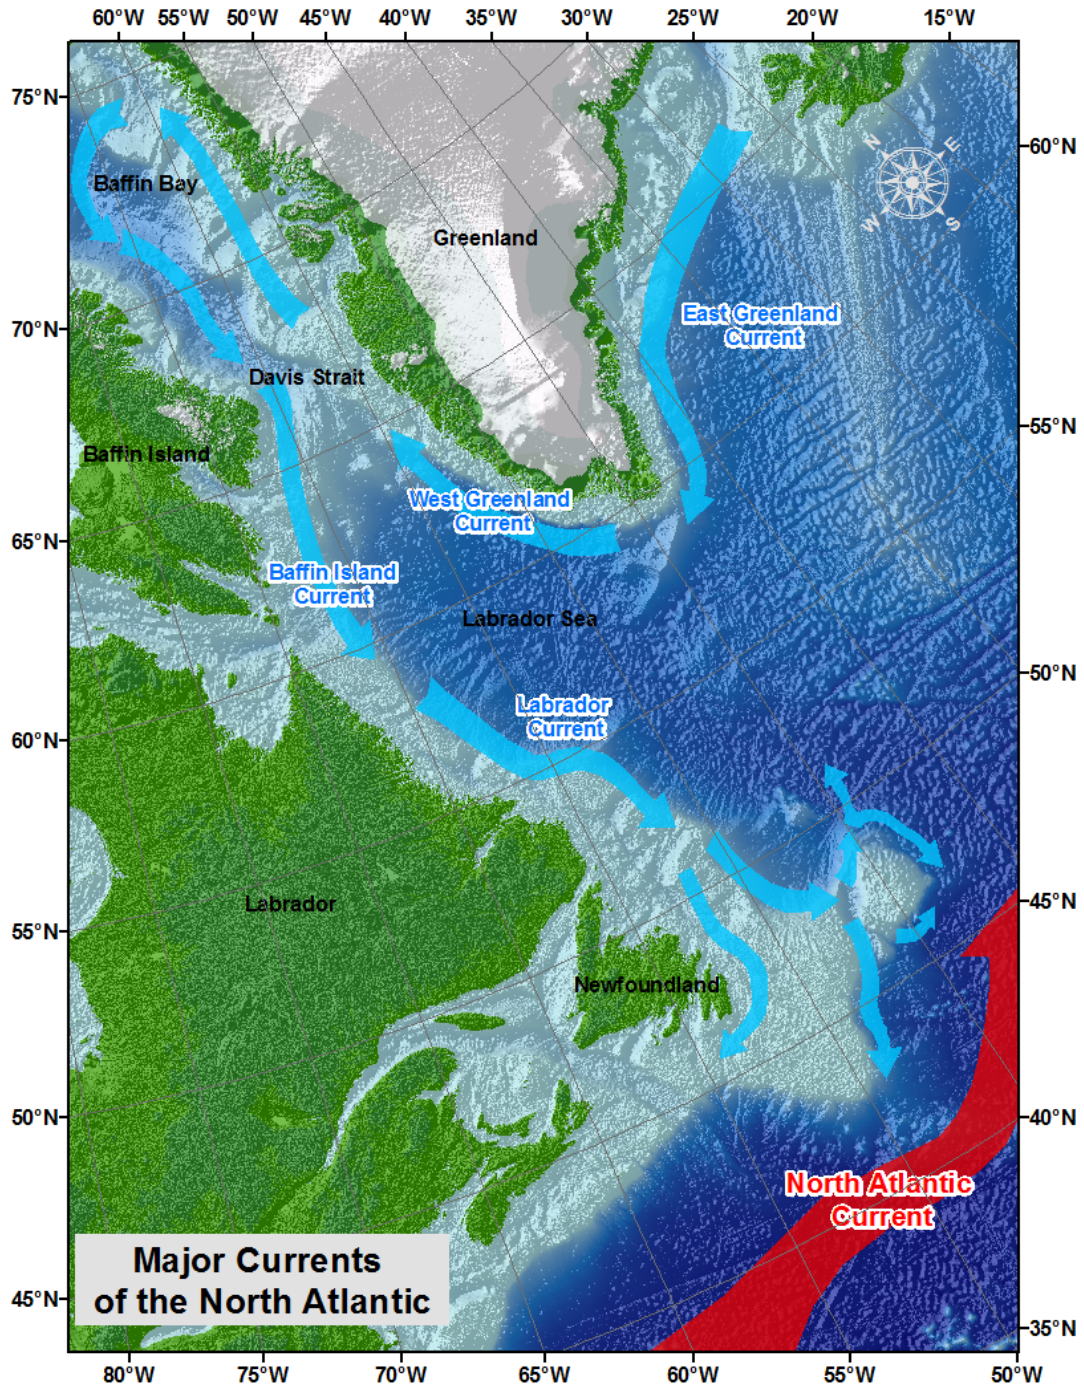 60°W 55°W 50°W 45°W 40°W 35°W 30°W 25°W 20°W 15°W
75°N
60°N
N
E
W
S
Baffin Bay
Greenland
East Greenland
Current
70°N
Davis Strait
55°N
Baffin Island
West Greenland
Current
65°N
Baffin Island
Current
Labrador Sea
50°N
Labrador
Current
60°N
Labrador
45°N
55°N
Newfoundland
50°N
40°N
North Atlantic
Current
Major Currents
of the North Atlantic
45°N
35°N
80°W 75°W 70°W 65°W 60°W 55°W 50°W